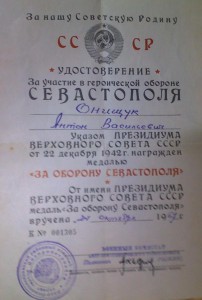 За нашу Советскую Родину
СС СР
УДОСТОВЕРЕНИЕ
За участие в героической обороне
СЕВАСТОПОЛЯ
Онищук
Антон Васильевич
Указом ПРЕЗИДИУМА
ВЕРХОВНОГО СОВЕТА СССР
от 22 декабря 1942 г. награжден
медалью
«ЗА ОБОРОНУ СЕВАСТОПОЛЯ»
От имени ПРЕЗИДИУМА
ВЕРХОВНОГО СОВЕТА СССР
медаль «За оборону Севастополя»
вручена